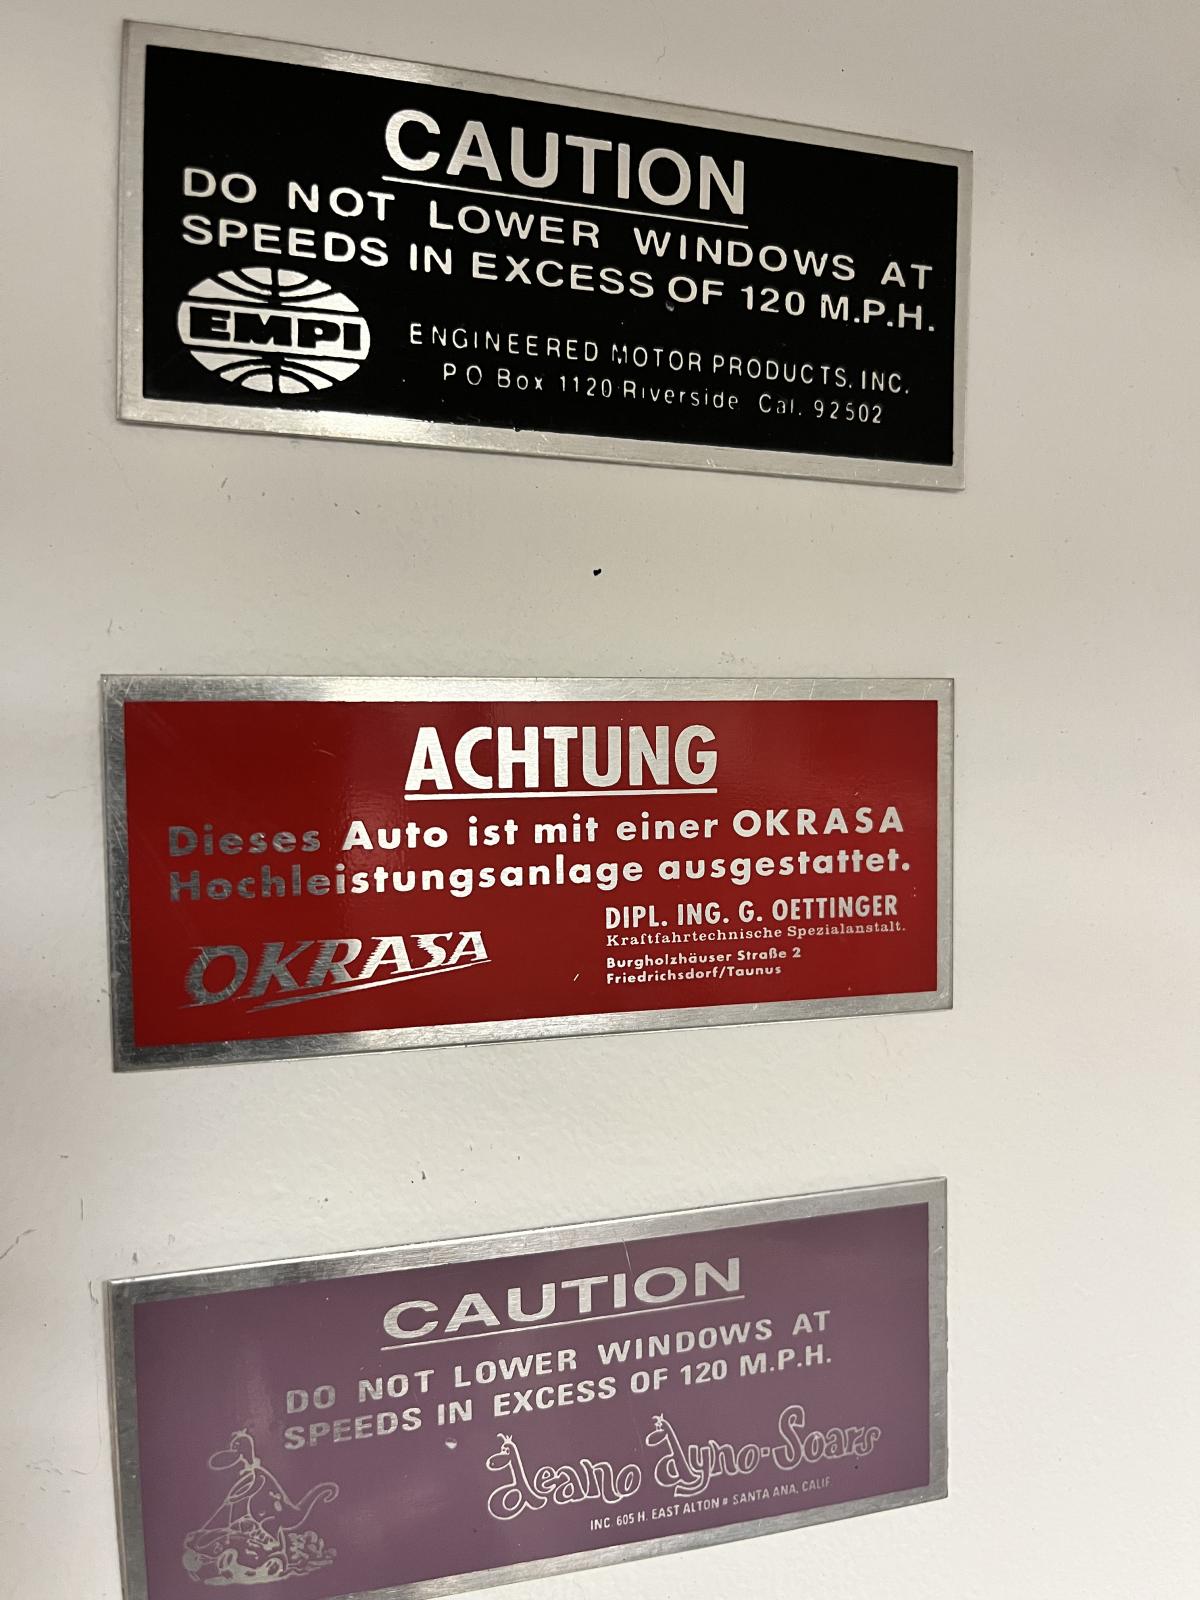 CAUTION
DO NOT LOWER WINDOWS AT
SPEEDS IN EXCESS OF 120 M.P.H.
EMPI
ENGINEERED MOTOR PRODUCTS, INC.
P O Box 1120 Riverside Cal. 92502
ACHTUNG
Dieses Auto ist mit einer OKRASA
Hochleistungsanlage ausgestattet.
OKRASA
DIPL. ING. G. OETTINGER
Kraftfahrtechnische Spezialanstalt.
Burgholzhäuser Straße 2
Friedrichsdorf/Taunus
CAUTION
DO NOT LOWER WINDOWS AT
SPEEDS IN EXCESS OF 120 M.P.H.
deano dyno-Soars
INC 605 H. EAST ALTON # SANTA ANA, CALIF.